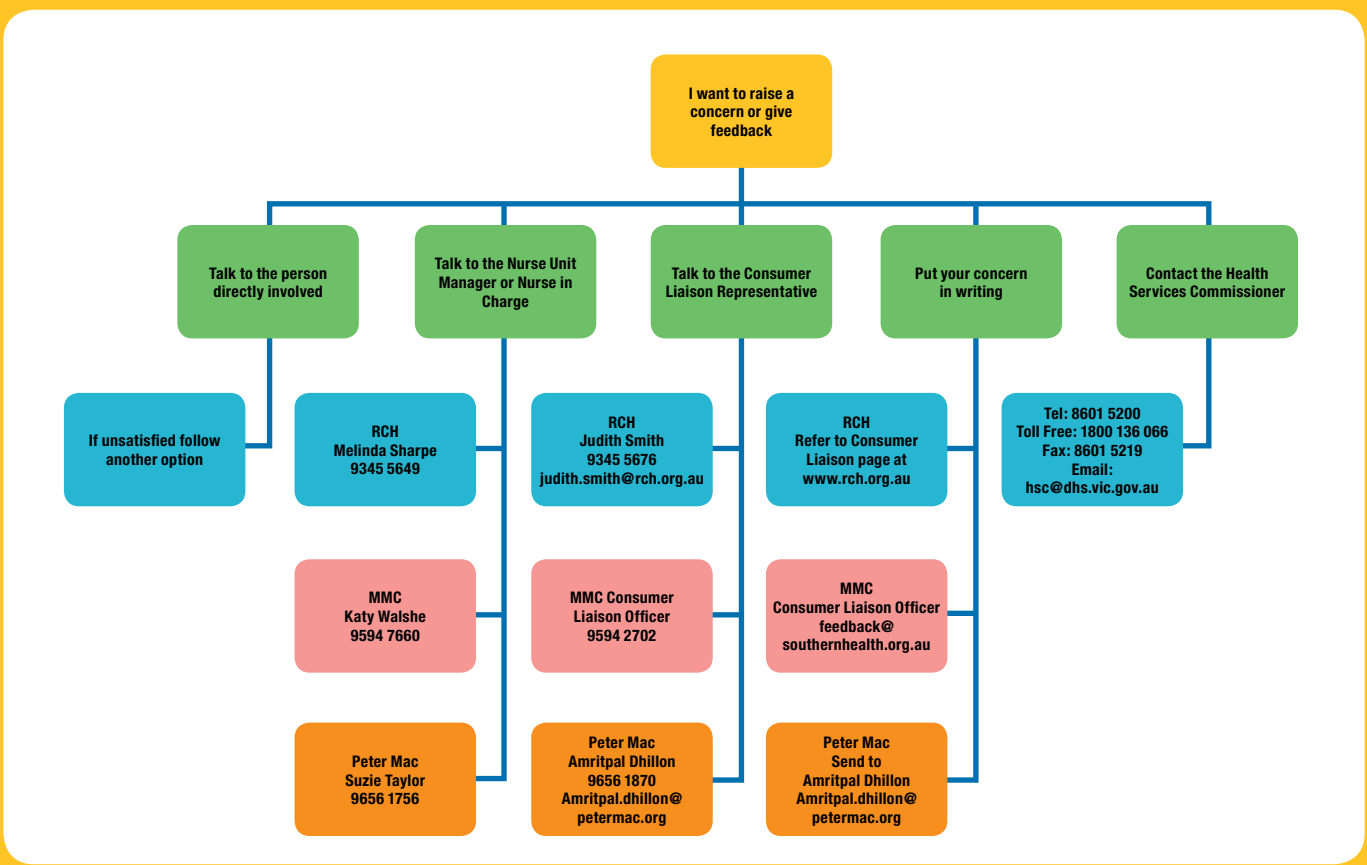 I want to raise a
concern or give
feedback
Talk to the person
directly involved
Talk to the Nurse Unit
Manager or Nurse in
Charge
Talk to the Consumer
Liaison Representative
Put your concern
in writing
Contact the Health
Services Commissioner
If unsatisfied follow
another option
RCH
Melinda Sharpe
9345 5649
RCH
Judith Smith
9345 5676
judith.smith@rch.org.au
RCH
Refer to Consumer
Liaison page at
www.rch.org.au
Tel: 8601 5200
Toll Free: 1800 136 066
Fax: 8601 5219
Email:
hsc@dhs.vic.gov.au
MMC
Katy Walshe
9594 7660
MMC Consumer
Liaison Officer
9594 2702
MMC
Consumer Liaison Officer
feedback@
southernhealth.org.au
Peter Mac
Suzie Taylor
9656 1756
Peter Mac
Amritpal Dhillon
9656 1870
Amritpal.dhillon@
petermac.org
Peter Mac
Send to
Amritpal Dhillon
Amritpal.dhillon@
petermac.org